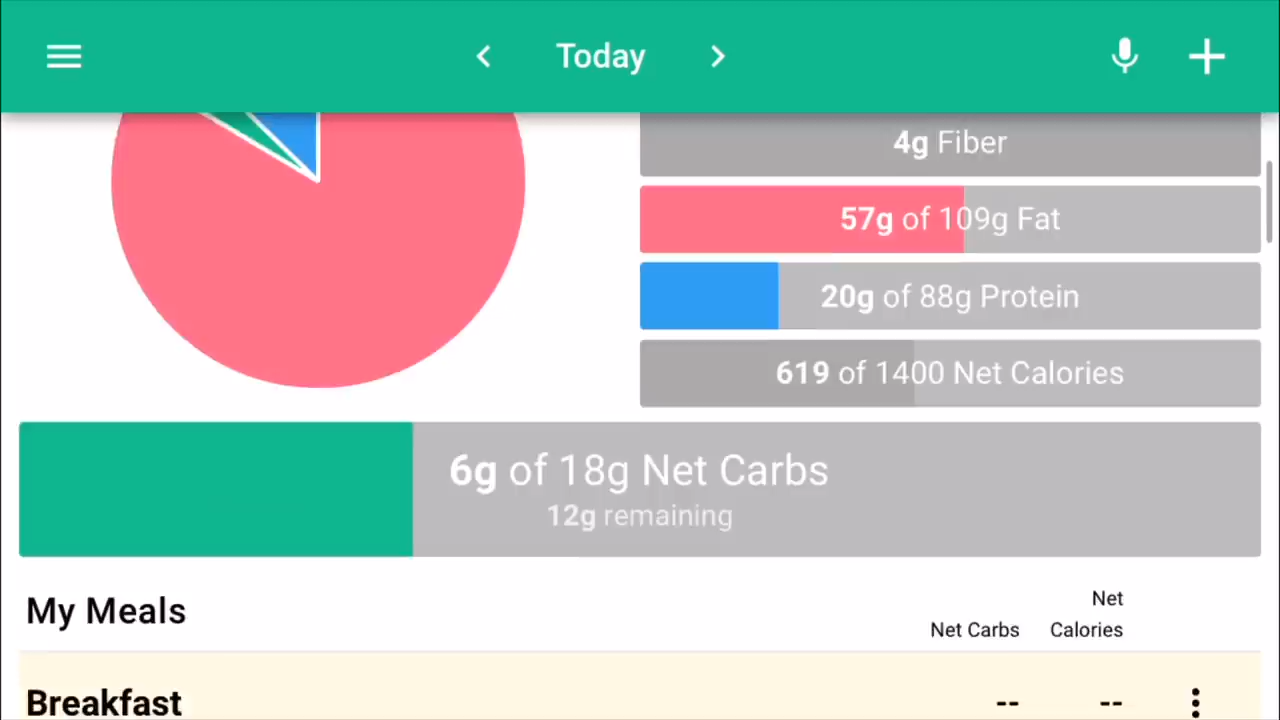 Today
4g Fiber
57g of 109g Fat
20g of 88g Protein
619 of 1400 Net Calories
6g of 18g Net Carbs
12g remaining
My Meals
Net Carbs
Net
Calories
Breakfast
--
--